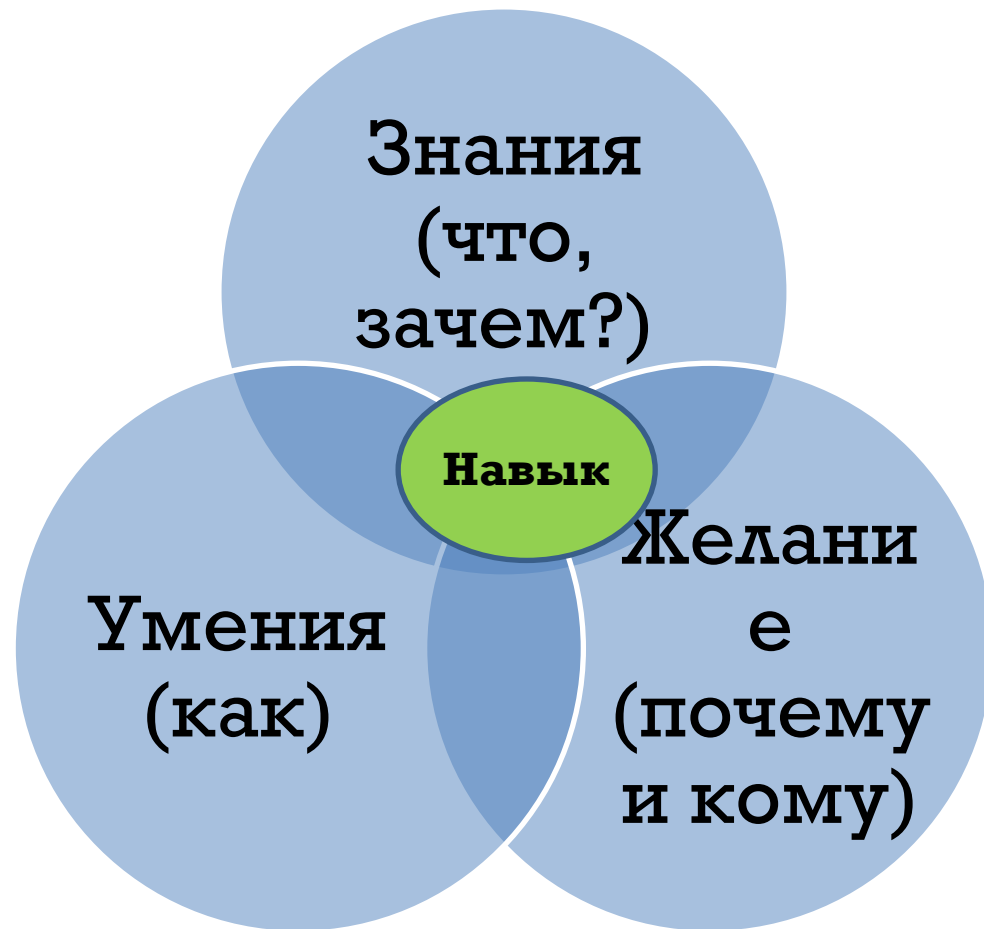 Знания
(что,
зачем?)
Навык
Умения
(как)
Желани
е
(почему
и кому)